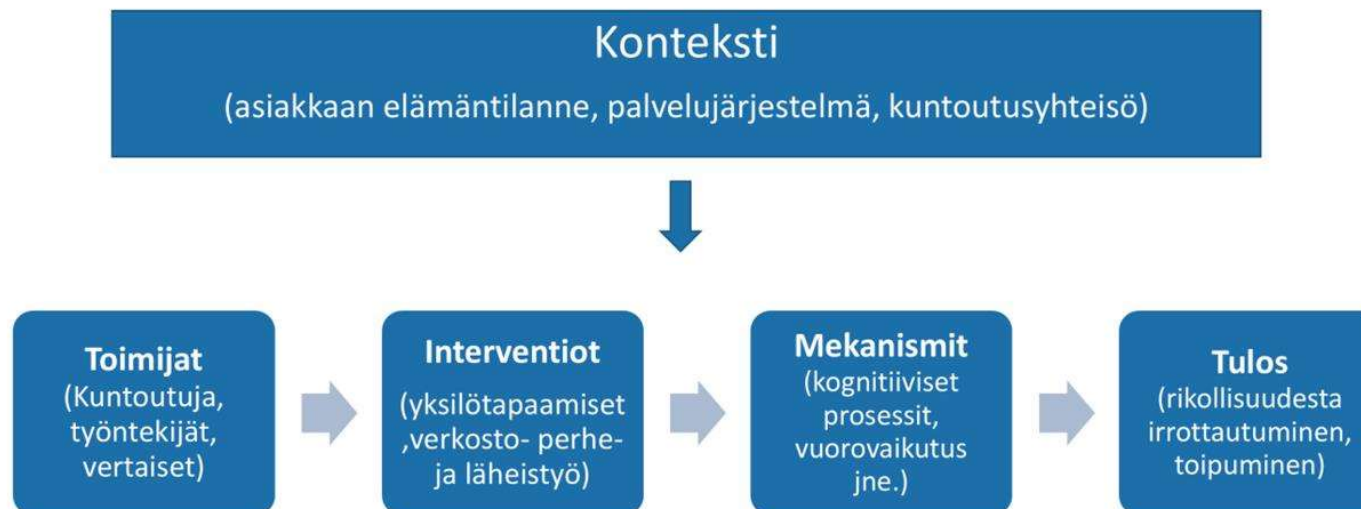 Konteksti
(asiakkaan elämäntilanne, palvelujärjestelmä, kuntoutusyhteisö)
Toimijat
(Kuntoutuja,
työntekijät,
vertaiset)
Interventiot
(yksilötapaamiset
,verkosto- perhe-
ja läheistyö)
Mekanismit
(kognitiiviset
prosessit,
vuorovaikutus
jne.)
Tulos
(rikollisuudesta
irrottautuminen,
toipuminen)